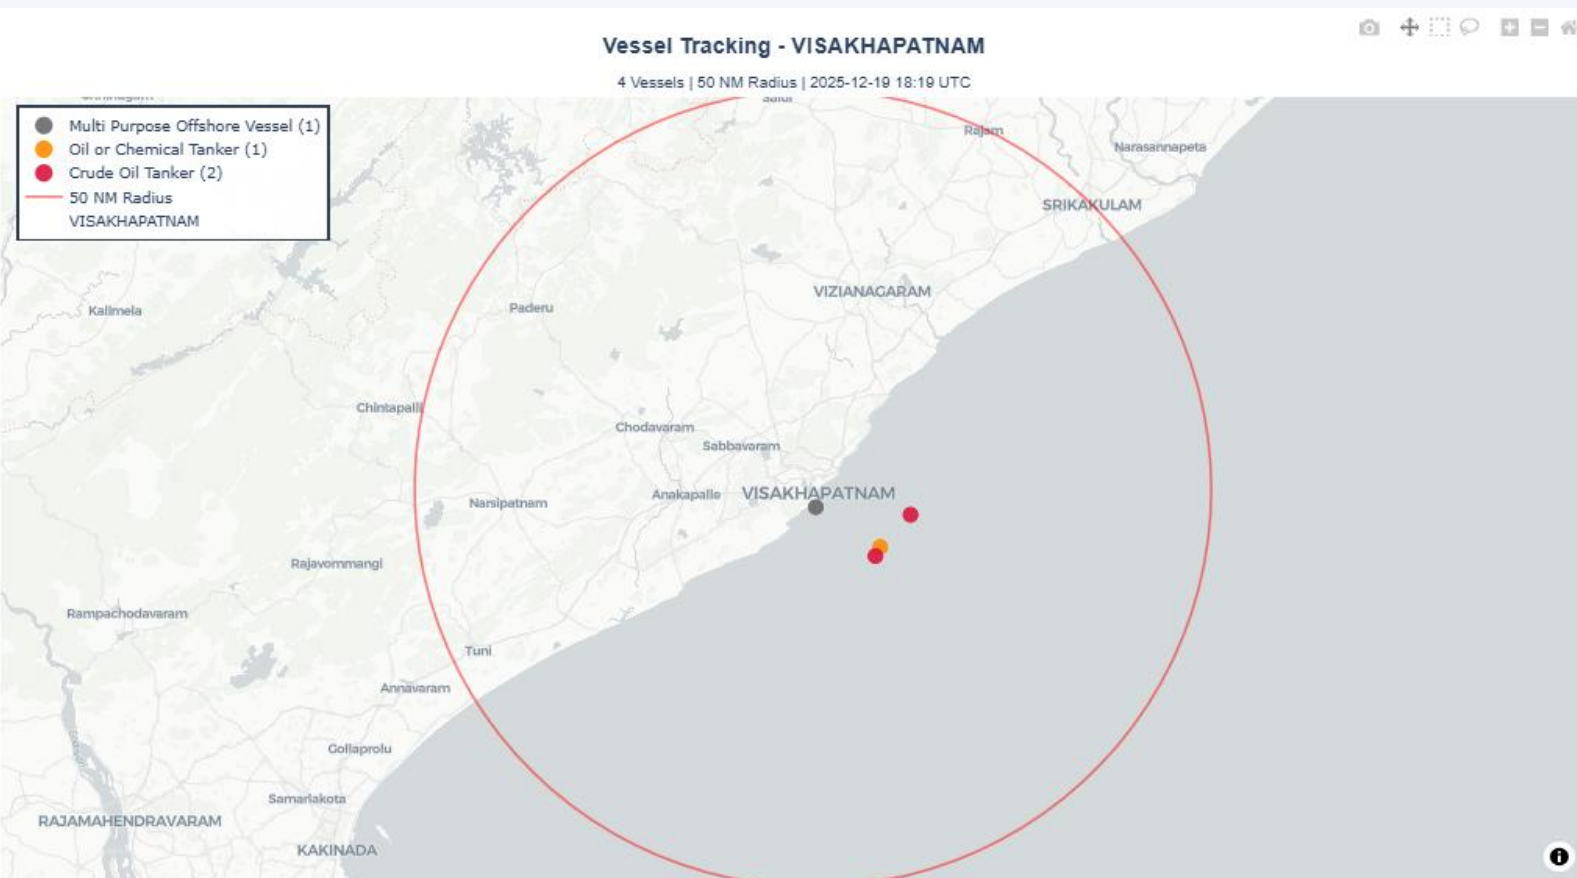 Vessel Tracking - VISAKHAPATNAM
4 Vessels | 50 NM Radius | 2025-12-19 18:19 UTC
Multi Purpose Offshore Vessel (1)
Oil or Chemical Tanker (1)
Crude Oil Tanker (2)
50 NM Radius
VISAKHAPATNAM
Rajam
Narasannapeta
SRIKAKULAM
VIZIANAGARAM
Kalimela
Paderu
Chintapalli
Chodavaram
Sabbavaram
Anakapalle
VISAKHAPATNAM
Narsipatnam
Rajavommangi
Rampachodavaram
Tuni
Annavaram
Gollaprolu
Samarlakota
RAJAMAHENDRAVARAM
KAKINADA